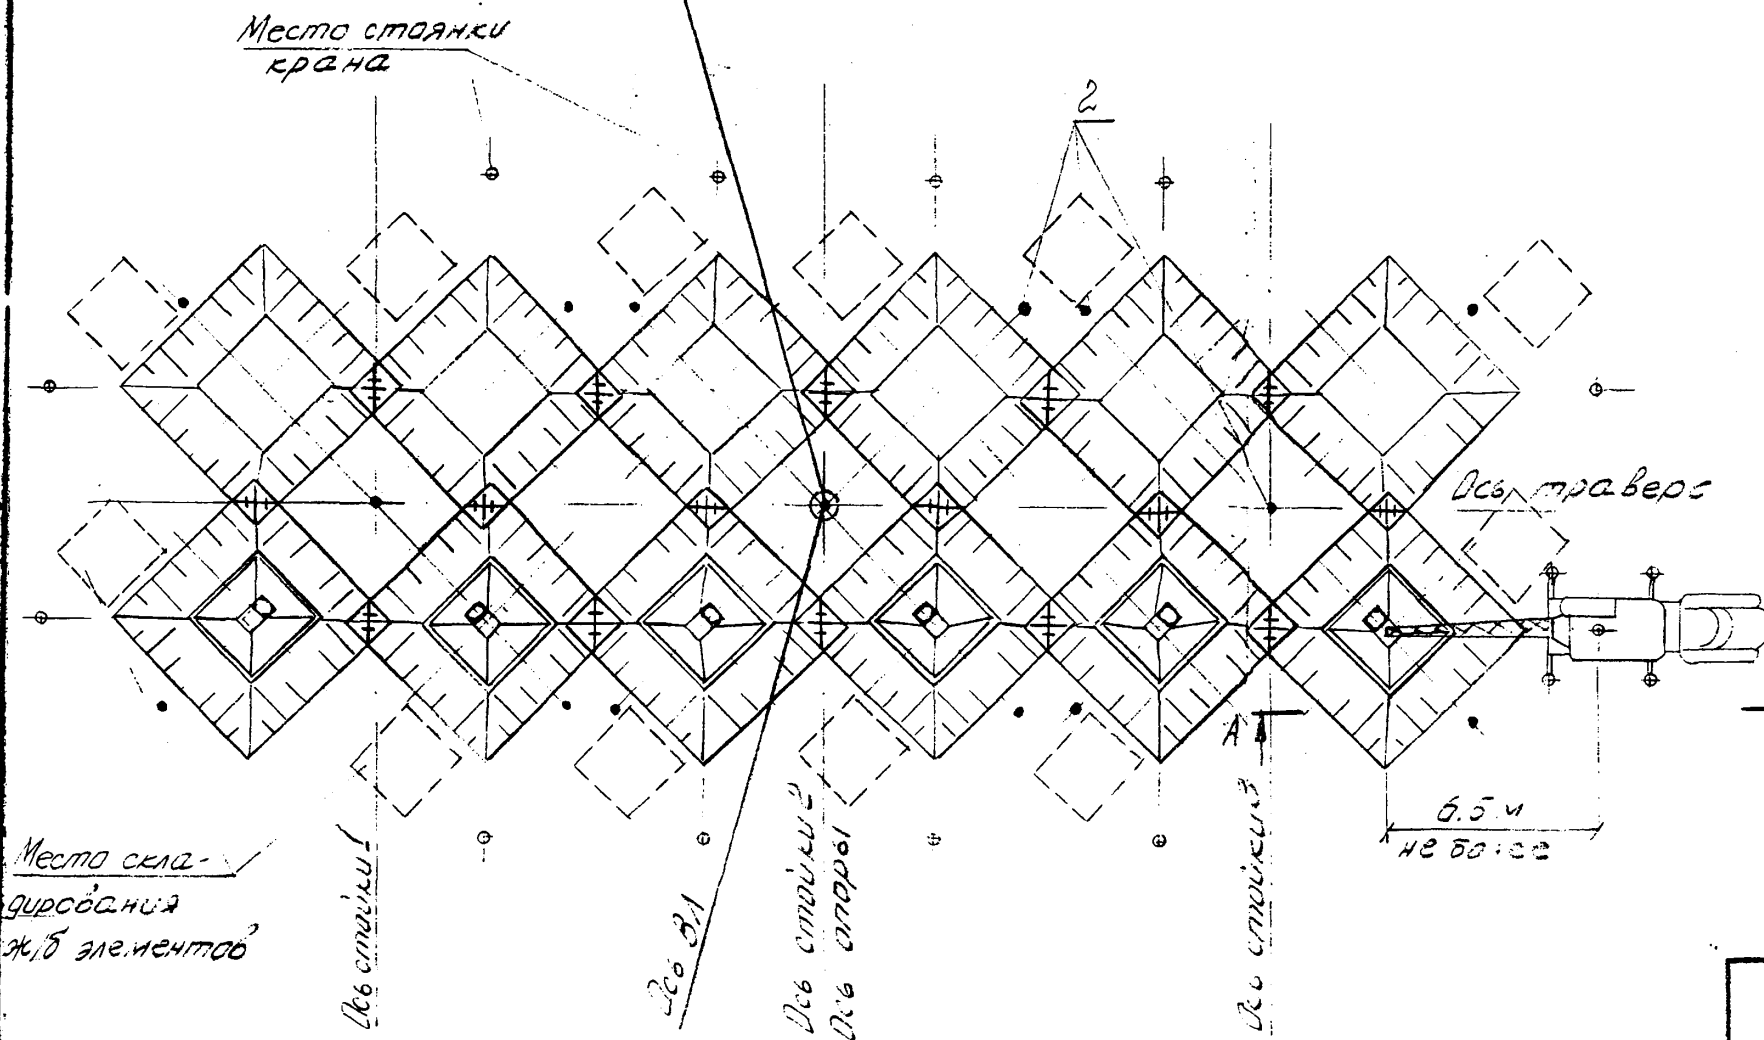 Место стоянки
крана
2
Ось траверс
А
6.5 м
не более
Место скла-
дирования
ж/б элементов
Ось стойки 1
Ось ВЛ
Ось стойки 2
Ось опоры
Ось стойки 3